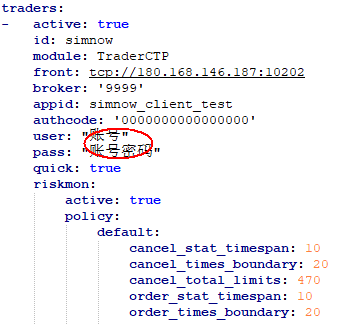 traders:
-   active: true
    id: simnow
    module: TraderCTP
    front: tcp://180.168.146.187:10202
    broker: '9999'
    appid: simnow_client_test
    authcode: '0000000000000000'
    user: "账号"
    pass: "账号密码"
    quick: true
    riskmon:
        active: true
        policy:
            default:
                cancel_stat_timespan: 10
                cancel_times_boundary: 20
                cancel_total_limits: 470
                order_stat_timespan: 10
                order_times_boundary: 20